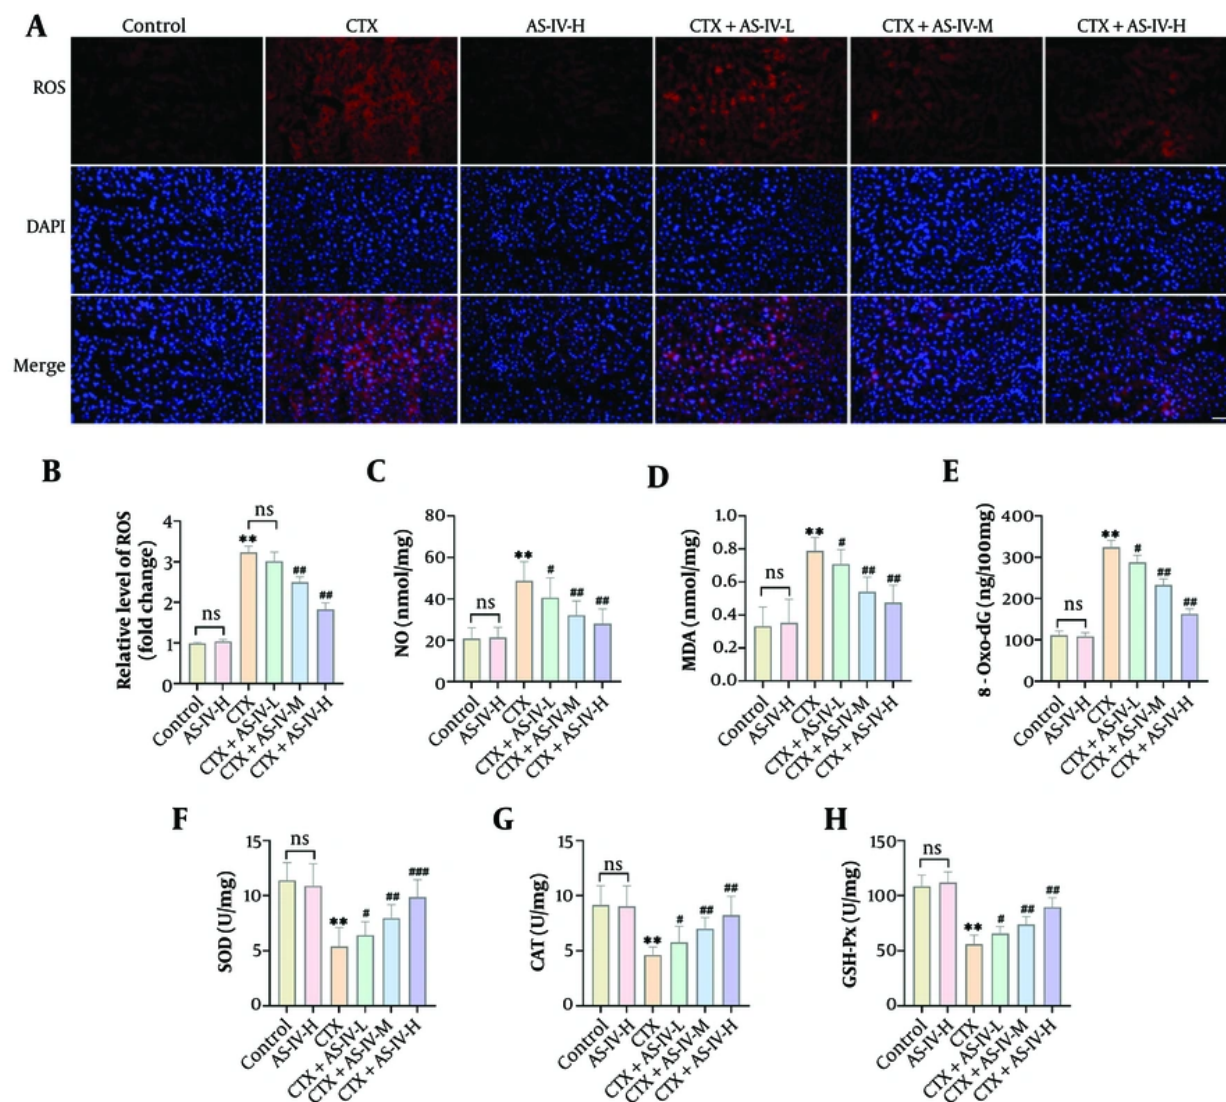 A
Control CTX AS-IV-H CTX + AS-IV-L CTX + AS-IV-M CTX + AS-IV-H
ROS
DAPI
Merge
B
Relative level of ROS
(fold change)
4
3
2
1
0
ns
**
ns
##
##
Control
AS-IV-H
CTX
CTX + AS-IV-L
CTX + AS-IV-M
CTX + AS-IV-H
C
NO (nmol/mg)
80
60
40
20
0
ns
**
#
##
##
Control
AS-IV-H
CTX
CTX + AS-IV-L
CTX + AS-IV-M
CTX + AS-IV-H
D
MDA (nmol/mg)
1.0
0.8
0.6
0.4
0.2
0.0
ns
**
#
##
##
Control
AS-IV-H
CTX
CTX + AS-IV-L
CTX + AS-IV-M
CTX + AS-IV-H
E
8 - Oxo-dG (ng/100mg)
400
300
200
100
0
ns
**
#
##
##
Control
AS-IV-H
CTX
CTX + AS-IV-L
CTX + AS-IV-M
CTX + AS-IV-H
F
SOD (U/mg)
15
10
5
0
ns
**
#
##
###
Control
AS-IV-H
CTX
CTX + AS-IV-L
CTX + AS-IV-M
CTX + AS-IV-H
G
CAT (U/mg)
15
10
5
0
ns
**
#
##
##
Control
AS-IV-H
CTX
CTX + AS-IV-L
CTX + AS-IV-M
CTX + AS-IV-H
H
GSH-Px (U/mg)
150
100
50
0
ns
**
#
##
##
Control
AS-IV-H
CTX
CTX + AS-IV-L
CTX + AS-IV-M
CTX + AS-IV-H